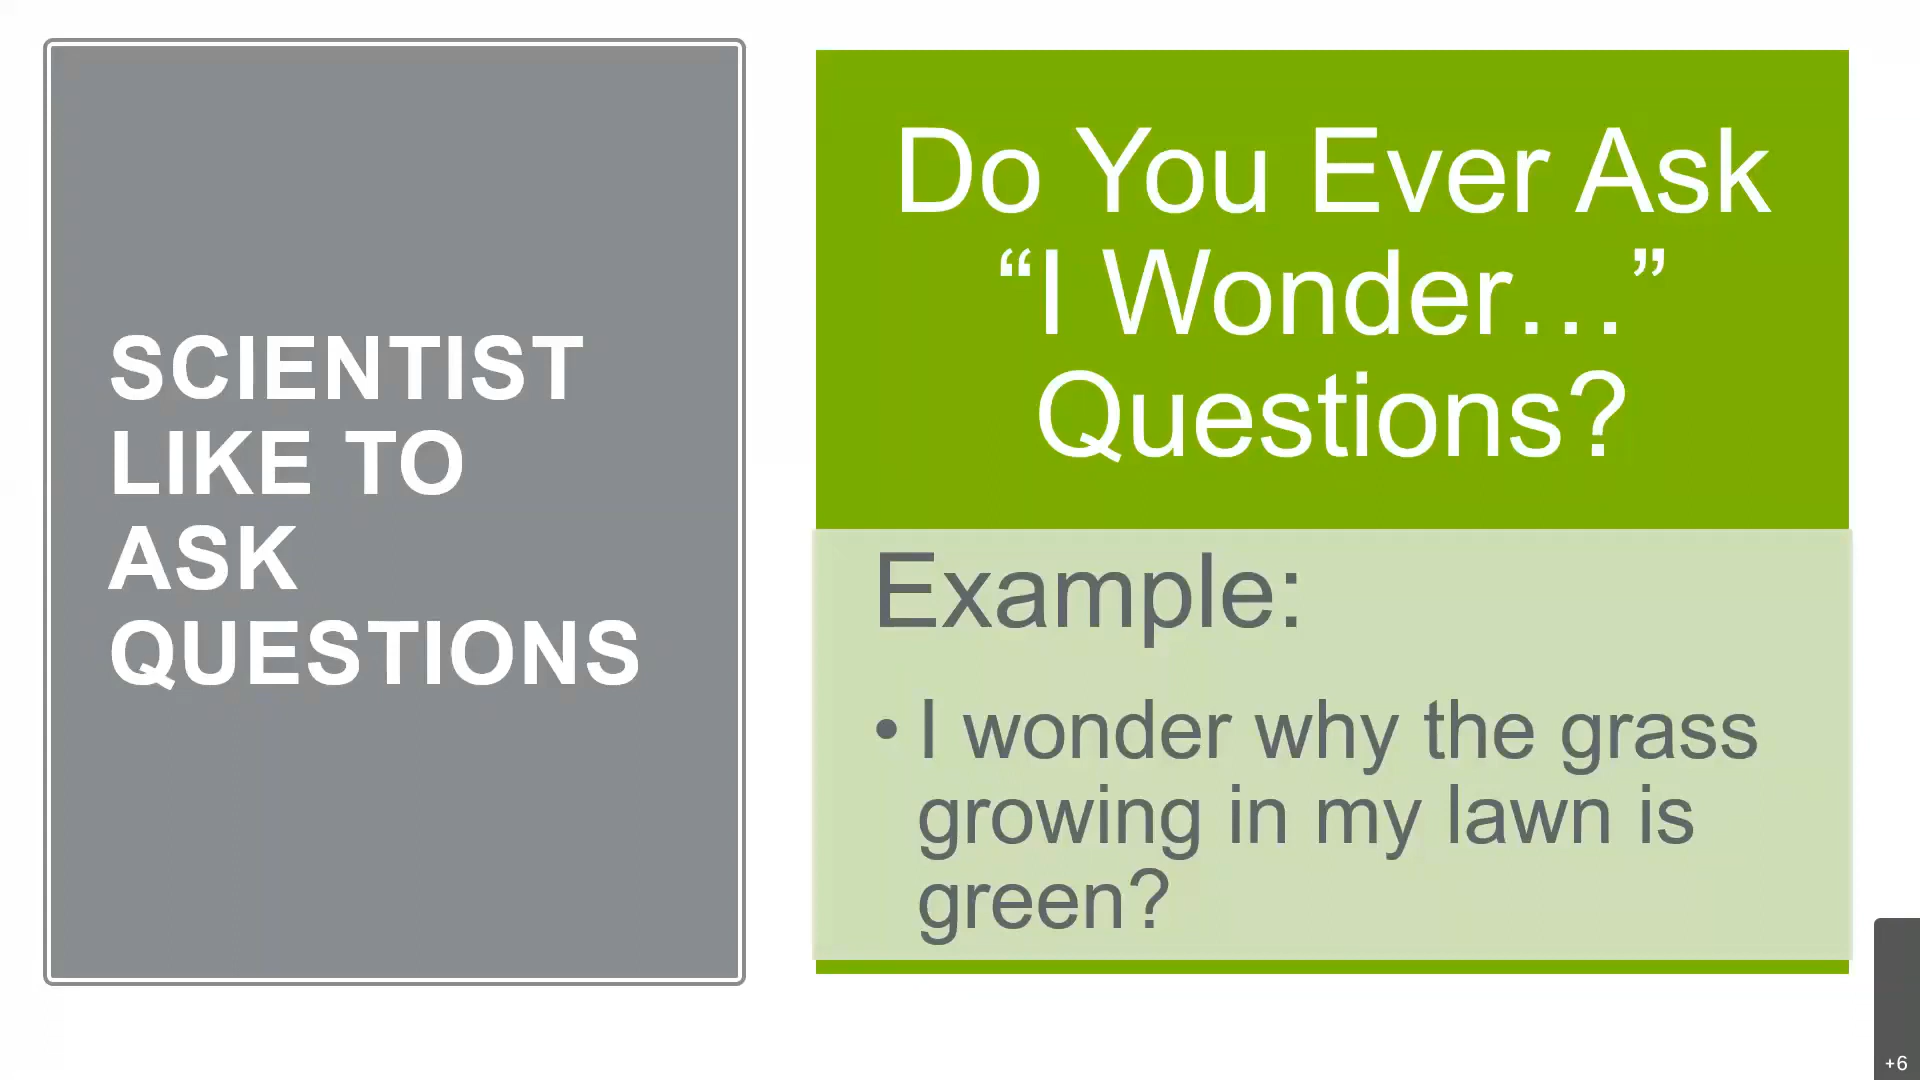 SCIENTIST
LIKE TO
ASK
QUESTIONS
Do You Ever Ask
“I Wonder…”
Questions?
Example:
• I wonder why the grass
growing in my lawn is
green?
+6